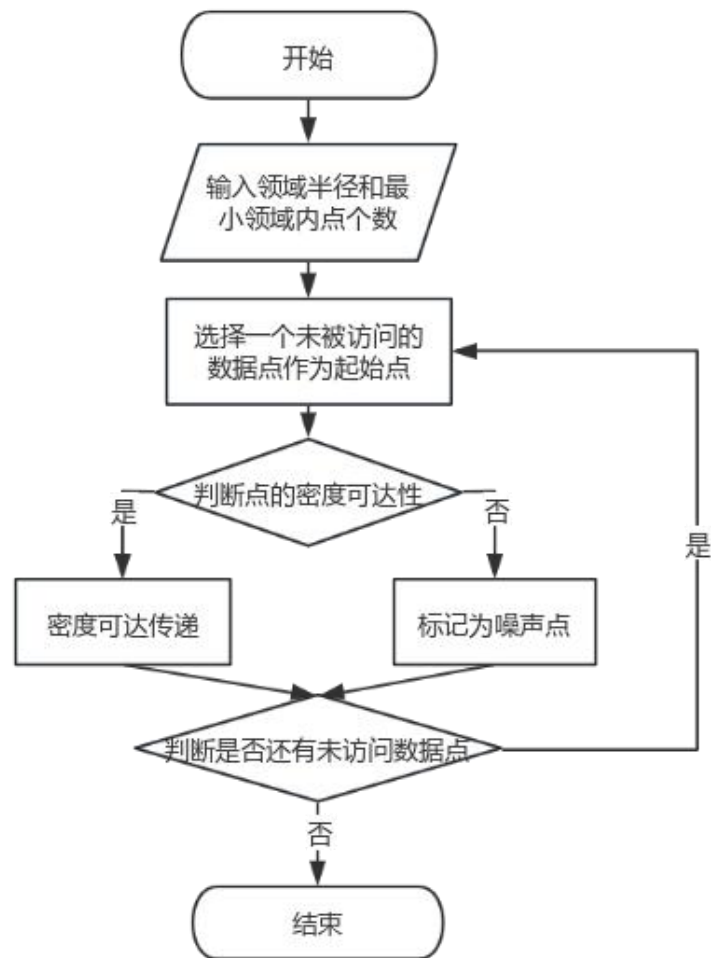 开始
输入领域半径和最
小领域内点个数
选择一个未被访问的
数据点作为起始点
判断点的密度可达性
是
否
是
密度可达传递
标记为噪声点
判断是否还有未访问数据点
否
结束